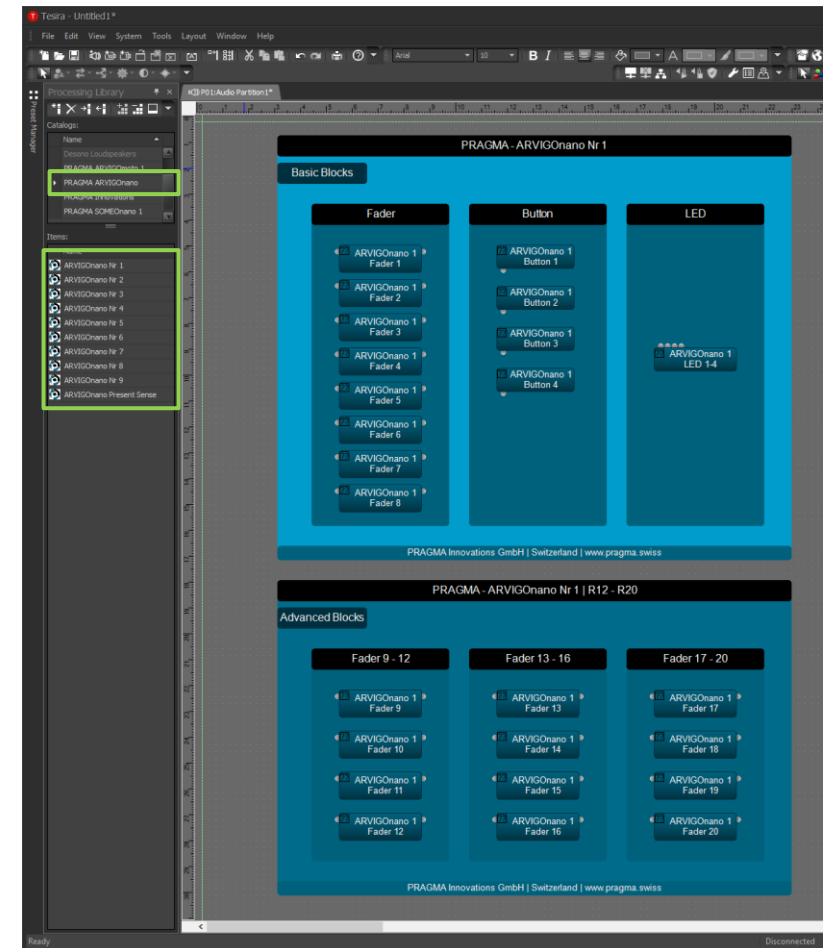 Tesira - Untitled1*
File Edit View System Tools Layout Window Help
Arial 10 B I A
Processing Library
P01:Audio Partition1*
Preset Manager
Catalogs:
Name
Desono Loudspeakers
PRAGMA ARVIGOmoto 1
PRAGMA ARVIGOnano
PRAGMA Innovations
PRAGMA SOMEOnano 1
Items:
Name
ARVIGOnano Nr 1
ARVIGOnano Nr 2
ARVIGOnano Nr 3
ARVIGOnano Nr 4
ARVIGOnano Nr 5
ARVIGOnano Nr 6
ARVIGOnano Nr 7
ARVIGOnano Nr 8
ARVIGOnano Nr 9
ARVIGOnano Present Sense
PRAGMA - ARVIGOnano Nr 1
Basic Blocks
Fader
ARVIGOnano 1
Fader 1
ARVIGOnano 1
Fader 2
ARVIGOnano 1
Fader 3
ARVIGOnano 1
Fader 4
ARVIGOnano 1
Fader 5
ARVIGOnano 1
Fader 6
ARVIGOnano 1
Fader 7
ARVIGOnano 1
Fader 8
Button
ARVIGOnano 1
Button 1
ARVIGOnano 1
Button 2
ARVIGOnano 1
Button 3
ARVIGOnano 1
Button 4
LED
ARVIGOnano 1
LED 1-4
PRAGMA Innovations GmbH | Switzerland | www.pragma.swiss
PRAGMA - ARVIGOnano Nr 1 | R12 - R20
Advanced Blocks
Fader 9 - 12
ARVIGOnano 1
Fader 9
ARVIGOnano 1
Fader 10
ARVIGOnano 1
Fader 11
ARVIGOnano 1
Fader 12
Fader 13 - 16
ARVIGOnano 1
Fader 13
ARVIGOnano 1
Fader 14
ARVIGOnano 1
Fader 15
ARVIGOnano 1
Fader 16
Fader 17 - 20
ARVIGOnano 1
Fader 17
ARVIGOnano 1
Fader 18
ARVIGOnano 1
Fader 19
ARVIGOnano 1
Fader 20
PRAGMA Innovations GmbH | Switzerland | www.pragma.swiss
Ready
Disconnected